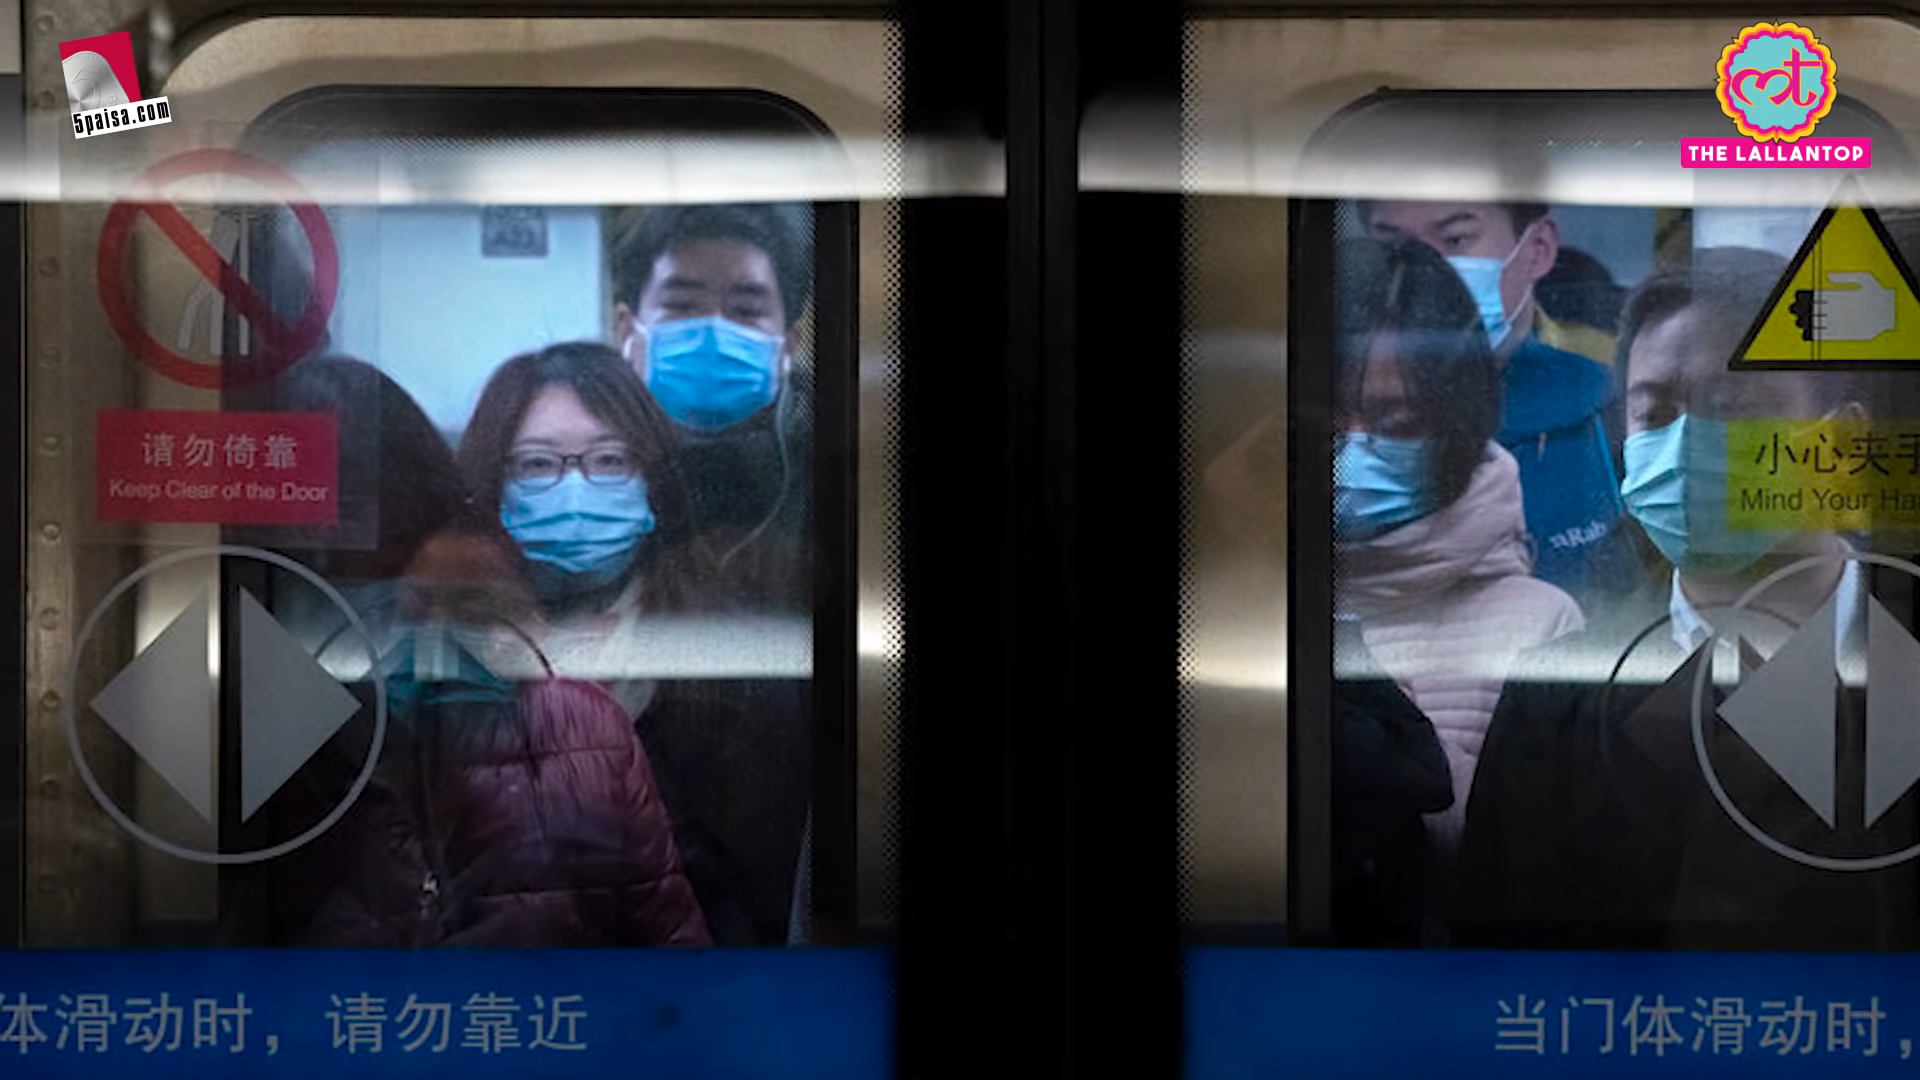 5paisa.com
THE LALLANTOP
请勿倚靠
Keep Clear of the Door
小心夹手
Mind Your Ha
Rab
体滑动时，请勿靠近
当门体滑动时，